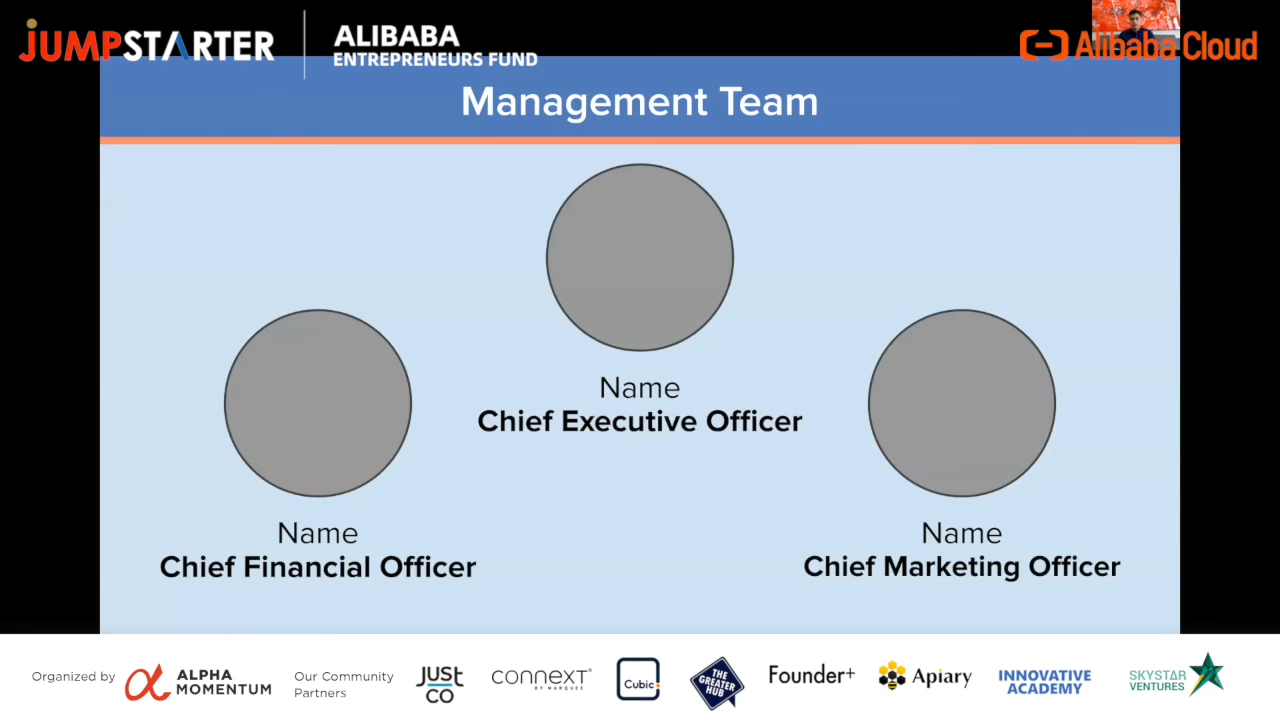 JUMPSTARTER
ALIBABA
ENTREPRENEURS FUND
Alibaba Cloud
Management Team
Name
Chief Executive Officer
Name
Chief Financial Officer
Name
Chief Marketing Officer
Organized by
ALPHA
MOMENTUM
Our Community
Partners
JUSt
CO
CONNEXT
BY MARQUEE
Cubic
THE
GREATER
HUB
Founder+
Apiary
INNOVATIVE
ACADEMY
SKYSTAR
VENTURES